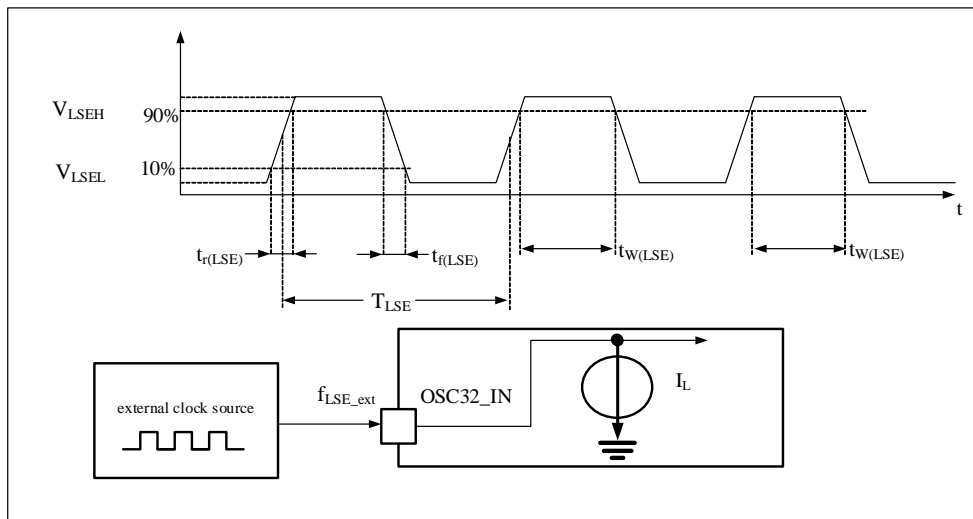 V_LSEH
90%
10%
V_LSEL
t
t_r(LSE)
t_f(LSE)
t_W(LSE)
t_W(LSE)
T_LSE
external clock source
f_LSE_ext
OSC32_IN
I_L